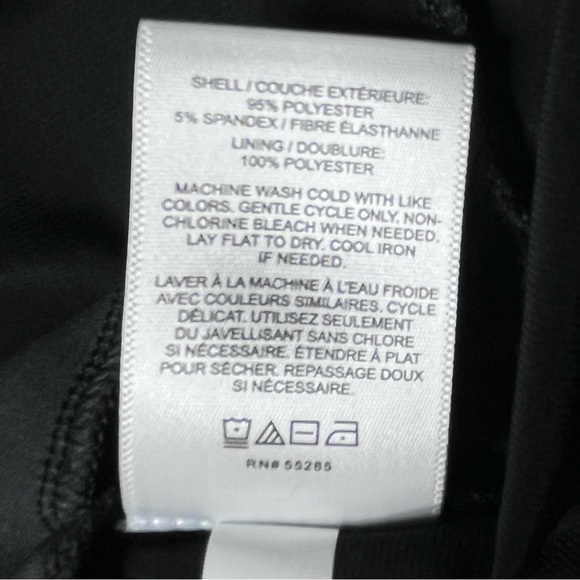 SHELL / COUCHE EXTÉRIEURE:
95% POLYESTER
5% SPANDEX / FIBRE ÉLASTHANNE
LINING / DOUBLURE:
100% POLYESTER
MACHINE WASH COLD WITH LIKE
COLORS. GENTLE CYCLE ONLY. NON-
CHLORINE BLEACH WHEN NEEDED.
LAY FLAT TO DRY. COOL IRON
IF NEEDED.
LAVER À LA MACHINE À L'EAU FROIDE
AVEC COULEURS SIMILAIRES, CYCLE
DÉLICAT. UTILISEZ SEULEMENT
DU JAVELLISANT SANS CHLORE
SI NÉCESSAIRE. ÉTENDRE À PLAT
POUR SÉCHER. REPASSAGE DOUX
SI NÉCESSAIRE.
RN# 55285